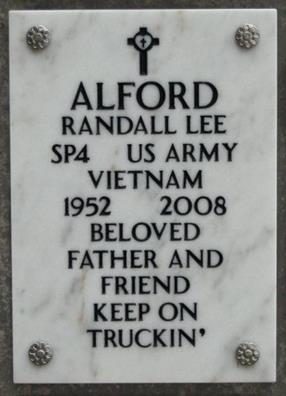 ALFORD
RANDALL LEE
SP4 US ARMY
VIETNAM
1952 2008
BELOVED
FATHER AND
FRIEND
KEEP ON
TRUCKIN'